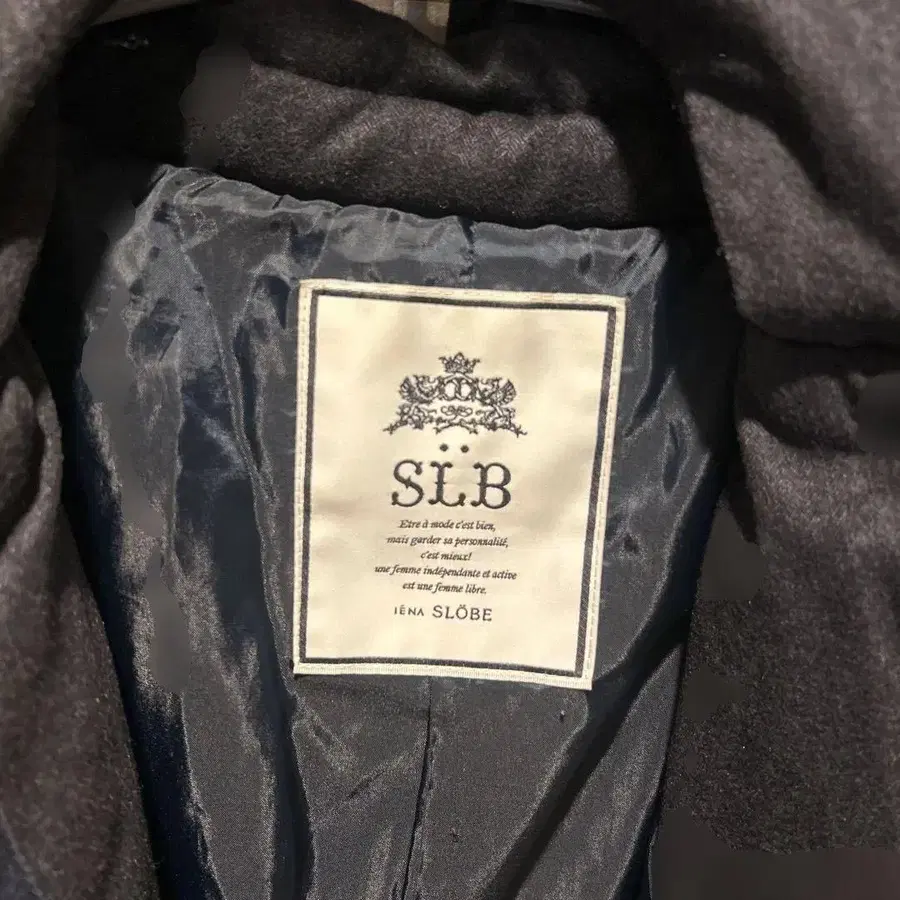 SL̈B
Etre à mode c'est bien,
mais garder sa personnalité,
c'est mieux!
une femme indépendante et active
est une femme libre.
IÉNA SLÖBE